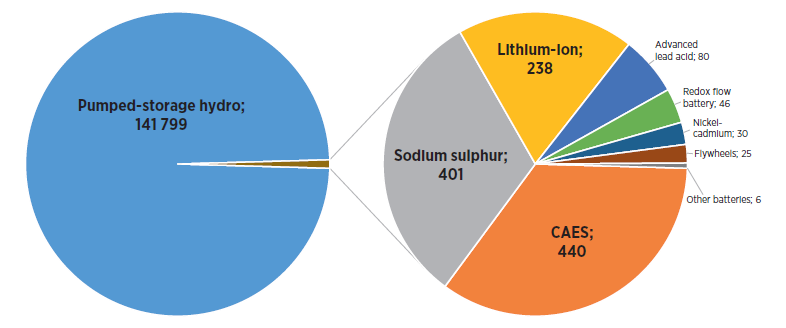 Pumped-storage hydro;
141 799
Lithium-Ion;
238
Advanced
lead acid; 80
Redox flow
battery; 46
Nickel-
cadmium; 30
Flywheels; 25
Other batteries; 6
Sodium sulphur;
401
CAES;
440